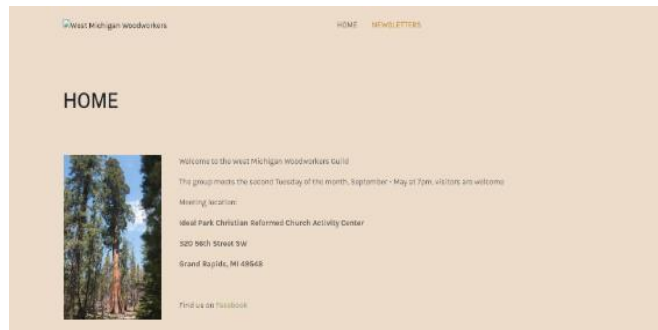 West Michigan Woodworkers
HOME NEWSLETTERS
HOME
Welcome to the west Michigan Woodworkers Guild
The group meets the second Tuesday of the month, September - May at 7pm, visitors are welcome
Meeting location:
Ideal Park Christian Reformed Church Activity Center
320 56th Street SW
Grand Rapids, MI 49548
Find us on Facebook